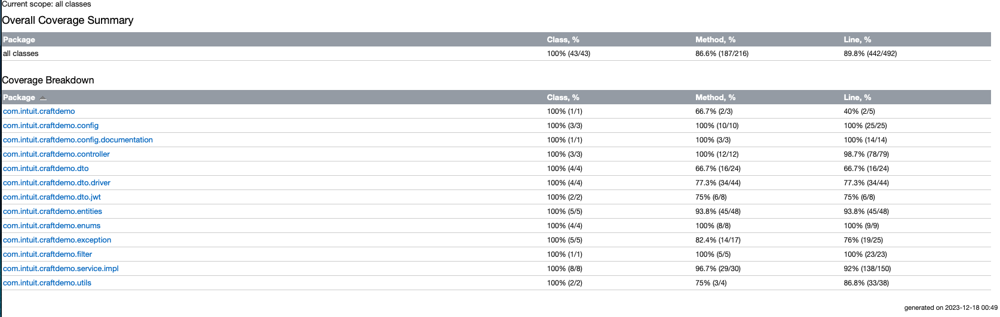 Current scope: all classes
Overall Coverage Summary
Package Class, % Method, % Line, %
all classes 100% (43/43) 86.6% (187/216) 89.8% (442/492)
Coverage Breakdown
Package Class, % Method, % Line, %
com.intuit.craftdemo 100% (1/1) 66.7% (2/3) 40% (2/5)
com.intuit.craftdemo.config 100% (3/3) 100% (10/10) 100% (25/25)
com.intuit.craftdemo.config.documentation 100% (1/1) 100% (3/3) 100% (14/14)
com.intuit.craftdemo.controller 100% (3/3) 100% (12/12) 98.7% (78/79)
com.intuit.craftdemo.dto 100% (4/4) 66.7% (16/24) 66.7% (16/24)
com.intuit.craftdemo.dto.driver 100% (4/4) 77.3% (34/44) 77.3% (34/44)
com.intuit.craftdemo.dto.jwt 100% (2/2) 75% (6/8) 75% (6/8)
com.intuit.craftdemo.entities 100% (5/5) 93.8% (45/48) 93.8% (45/48)
com.intuit.craftdemo.enums 100% (4/4) 100% (8/8) 100% (9/9)
com.intuit.craftdemo.exception 100% (5/5) 82.4% (14/17) 76% (19/25)
com.intuit.craftdemo.filter 100% (1/1) 100% (5/5) 100% (23/23)
com.intuit.craftdemo.service.impl 100% (8/8) 96.7% (29/30) 92% (138/150)
com.intuit.craftdemo.utils 100% (2/2) 75% (3/4) 86.8% (33/38)
generated on 2023-12-18 00:49